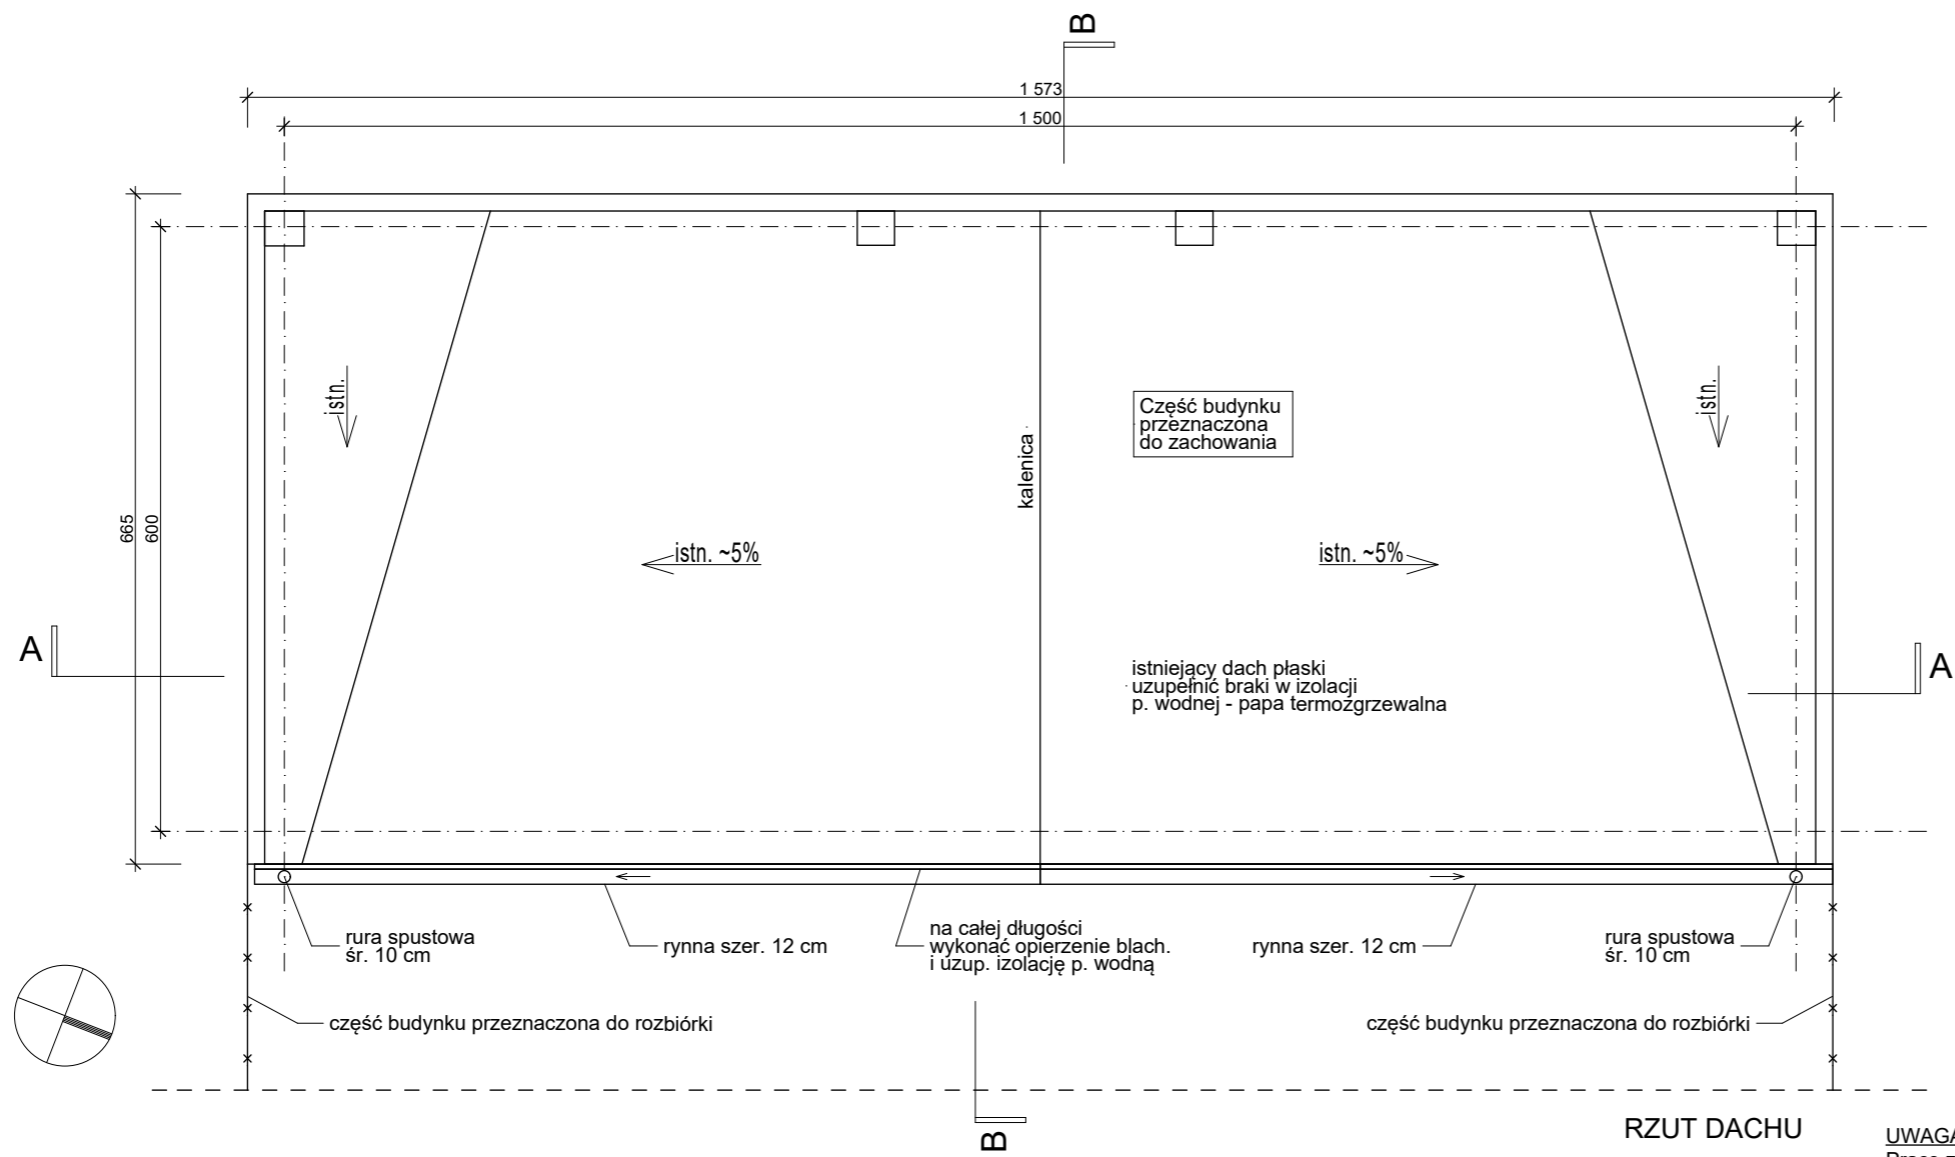 B
1 573
1 500
istn.
istn.
Część budynku
przeznaczona
do zachowania
kalenica
665
600
istn. ~5%
istn. ~5%
A
A
istniejący dach płaski
uzupełnić braki w izolacji
p. wodnej - papa termozgrzewalna
rura spustowa
śr. 10 cm
rynna szer. 12 cm
na całej długości
wykonać opierzenie blach.
i uzup. izolację p. wodną
rynna szer. 12 cm
rura spustowa
śr. 10 cm
część budynku przeznaczona do rozbiórki
część budynku przeznaczona do rozbiórki
B
RZUT DACHU
UWAGA